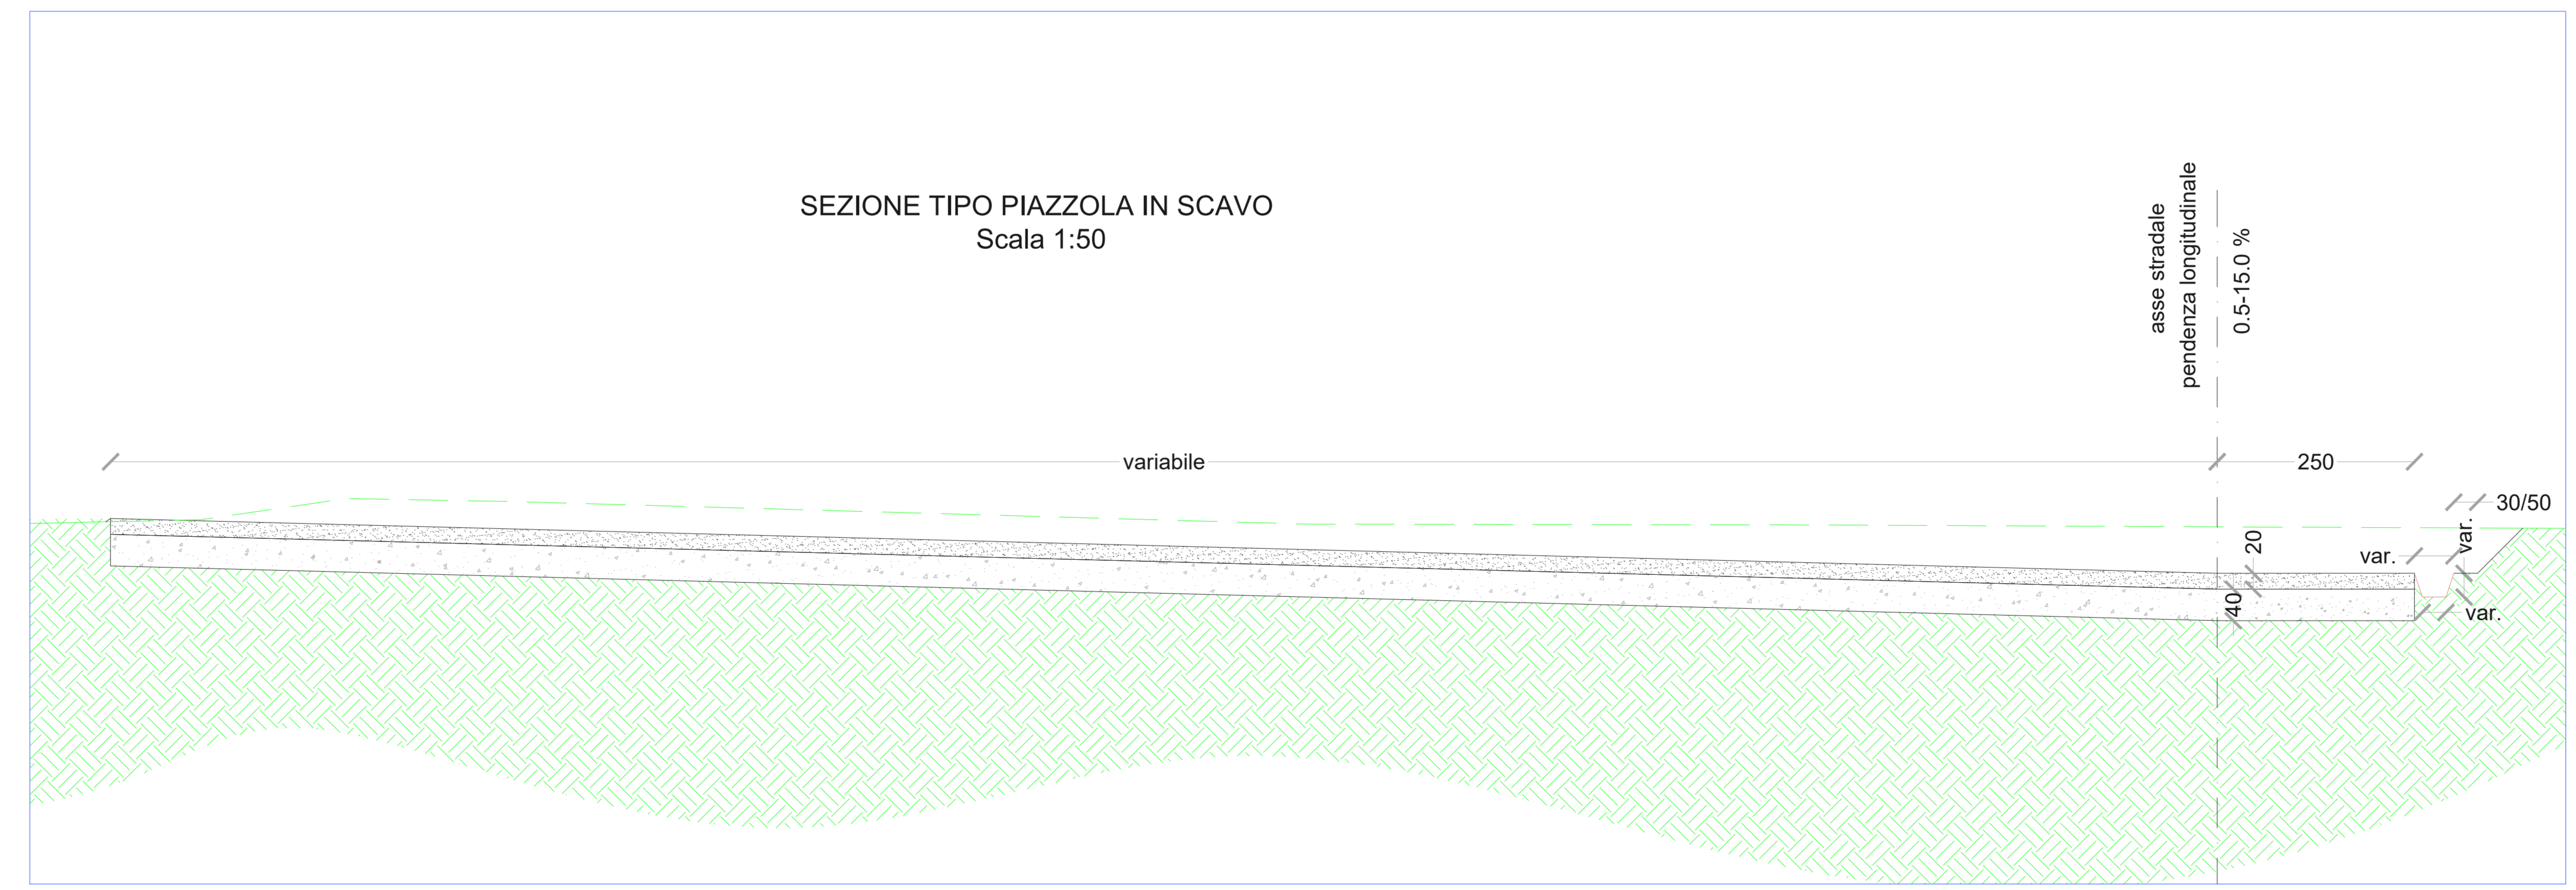 SEZIONE TIPO PIAZZOLA IN SCAVO
Scala 1:50
asse stradale
pendenza longitudinale
0.5-15.0 %
variabile
250
30/50
var.
20
var.
40
var.